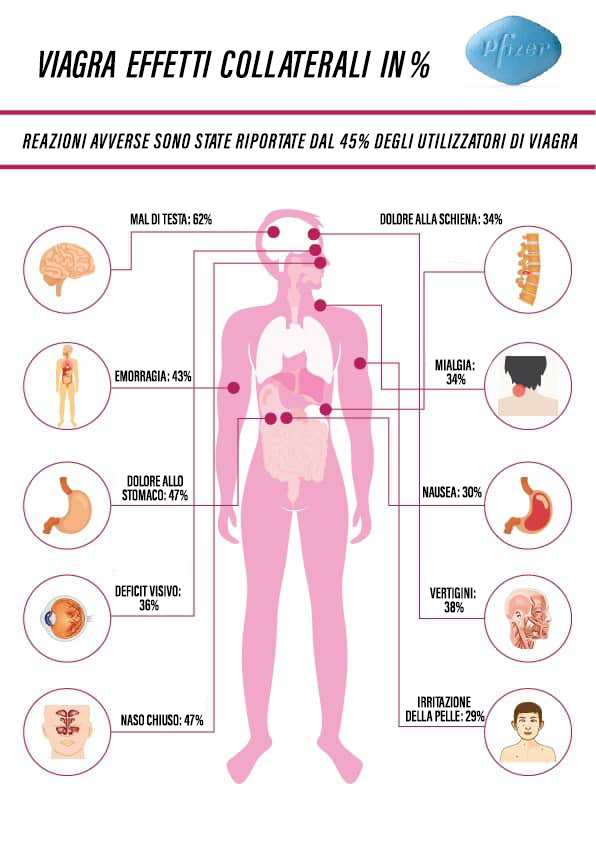 VIAGRA EFFETTI COLLATERALI IN %
Pfizer
REAZIONI AVVERSE SONO STATE RIPORTATE DAL 45% DEGLI UTILIZZATORI DI VIAGRA
MAL DI TESTA: 62%
DOLORE ALLA SCHIENA: 34%
EMORRAGIA: 43%
MIALGIA:
34%
DOLORE ALLO
STOMACO: 47%
NAUSEA: 30%
DEFICIT VISIVO:
36%
VERTIGINI:
38%
NASO CHIUSO: 47%
IRRITAZIONE
DELLA PELLE: 29%